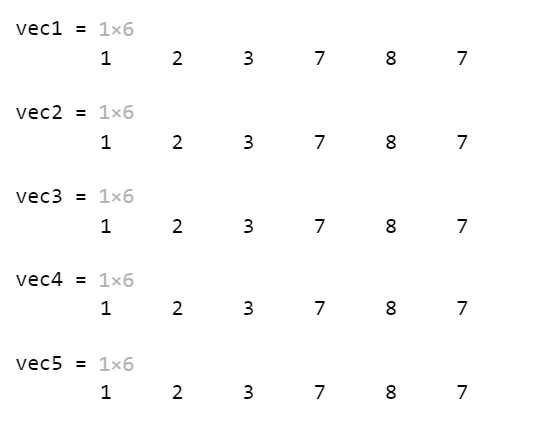 vec1 = 1×6
1 2 3 7 8 7
vec2 = 1×6
1 2 3 7 8 7
vec3 = 1×6
1 2 3 7 8 7
vec4 = 1×6
1 2 3 7 8 7
vec5 = 1×6
1 2 3 7 8 7